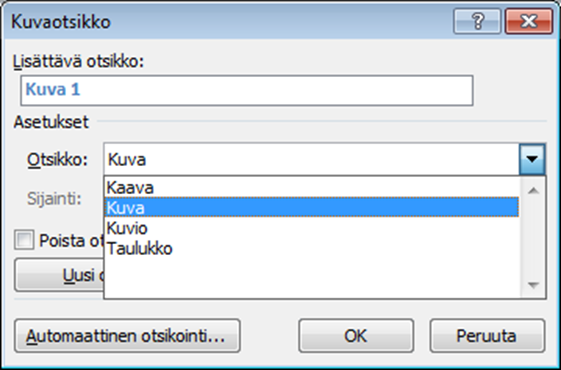 Kuvaotsikko
Lisättävä otsikko:
Kuva 1
Asetukset
Otsikko: Kuva
Kaava
Sijainti: Kuva
Kuvio
Poista ot
Taulukko
Uusi o
Automaattinen otsikointi... OK Peruuta